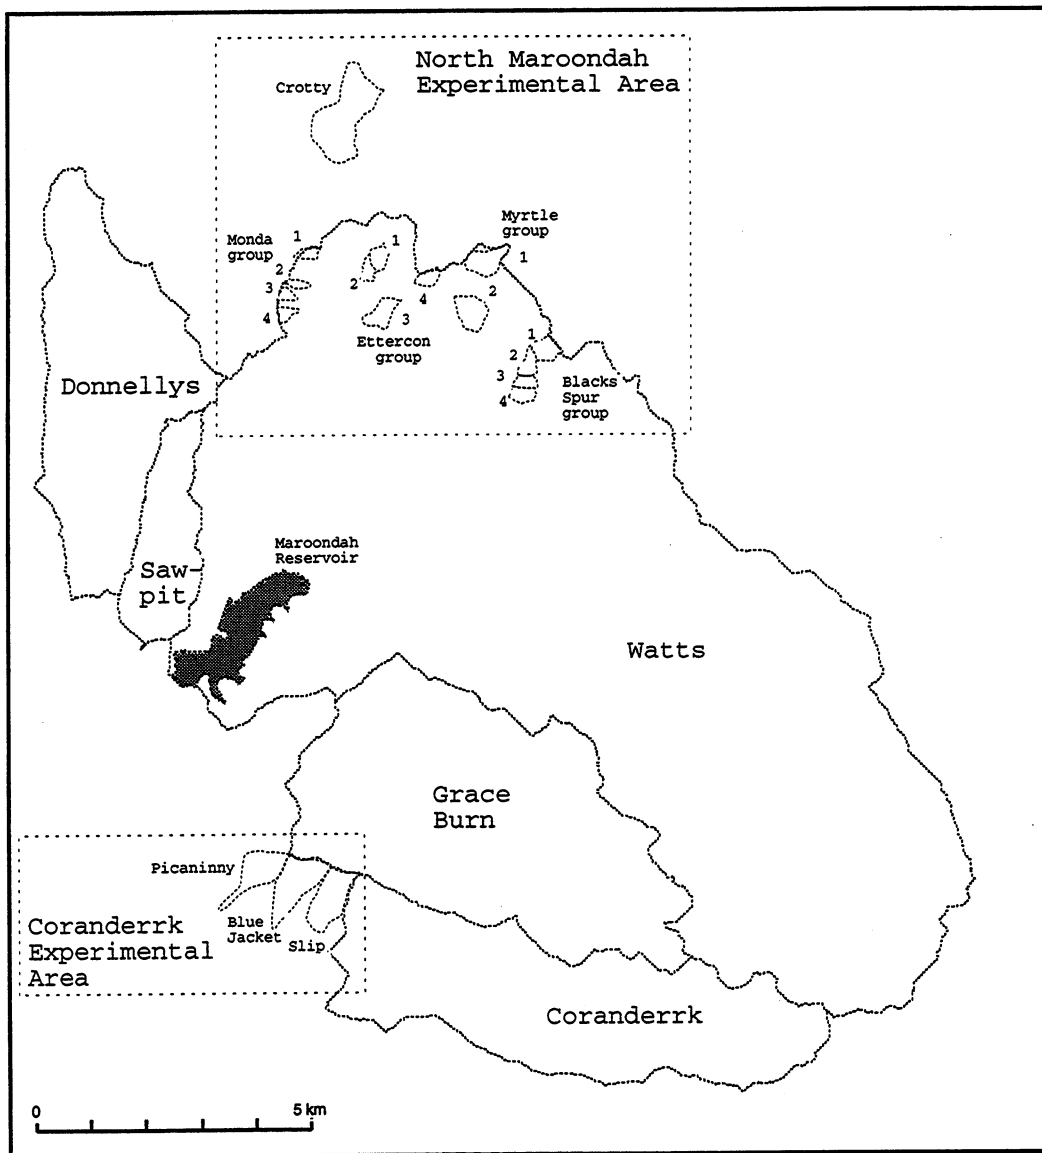 North Maroondah
Experimental Area
Crotty
Myrtle
group
1
Monda
group
1
2
3
4
1
2
3
4
Ettercon
group
2
1
2
3
4
Blacks
Spur
group
Donnellys
Saw-
pit
Maroondah
Reservoir
Watts
Grace
Burn
Picaninny
Blue
Jacket
Slip
Coranderrk
Experimental
Area
Coranderrk
0
5 km